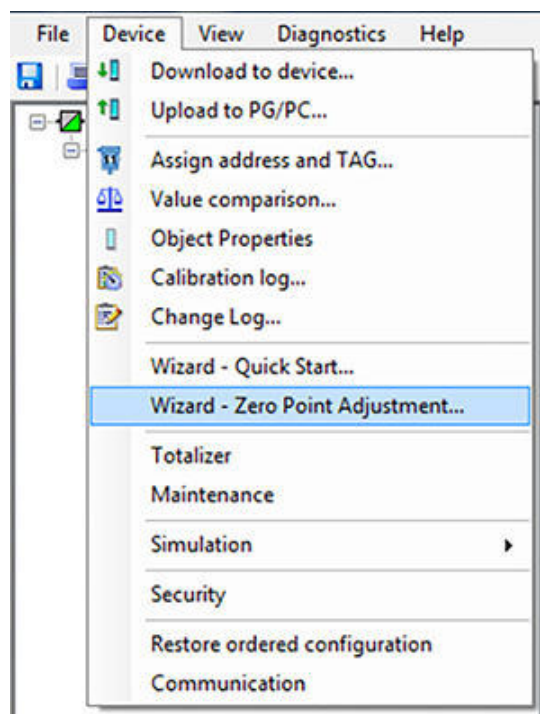 File Device View Diagnostics Help
Download to device...
Upload to PG/PC...
Assign address and TAG...
Value comparison...
Object Properties
Calibration log...
Change Log...
Wizard - Quick Start...
Wizard - Zero Point Adjustment...
Totalizer
Maintenance
Simulation
Security
Restore ordered configuration
Communication